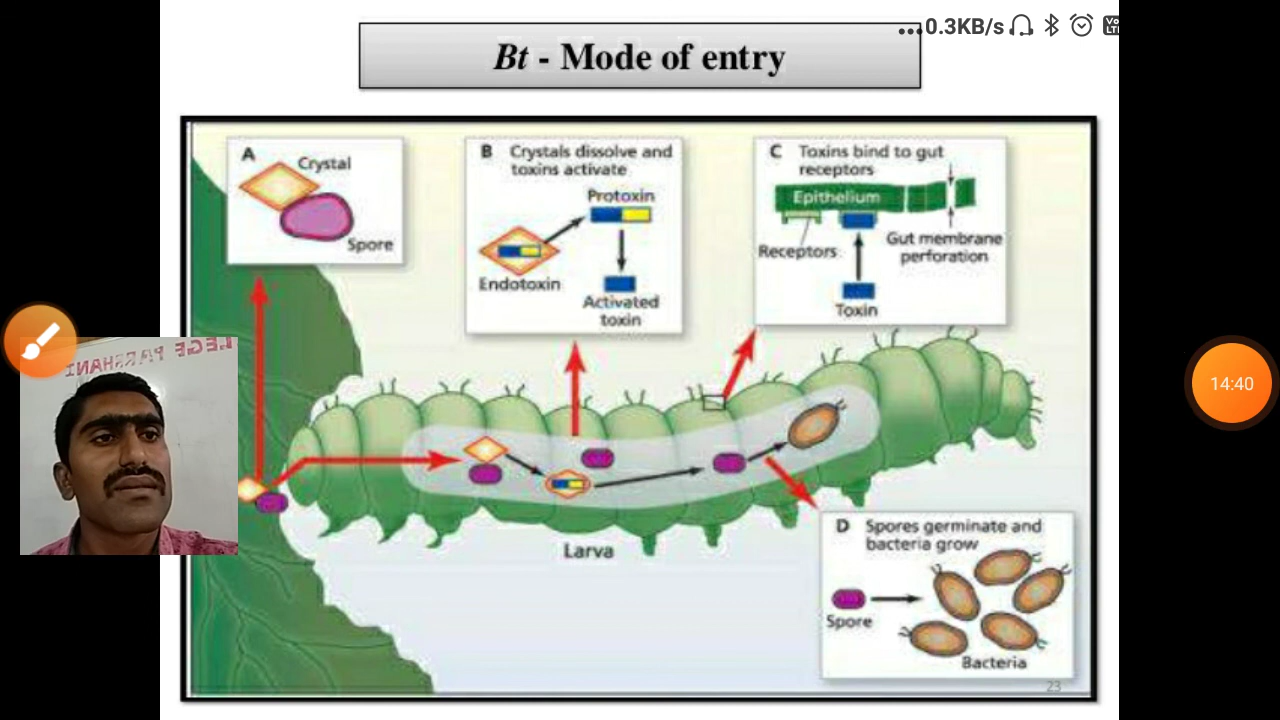 ...0.3KB/s
Bt - Mode of entry
A
Crystal
Spore
B Crystals dissolve and
toxins activate
Protoxin
Endotoxin
Activated
toxin
C Toxins bind to gut
receptors
Epithelium
Receptors
Gut membrane
perforation
Toxin
14:40
Larva
D Spores germinate and
bacteria grow
Spore
Bacteria
23